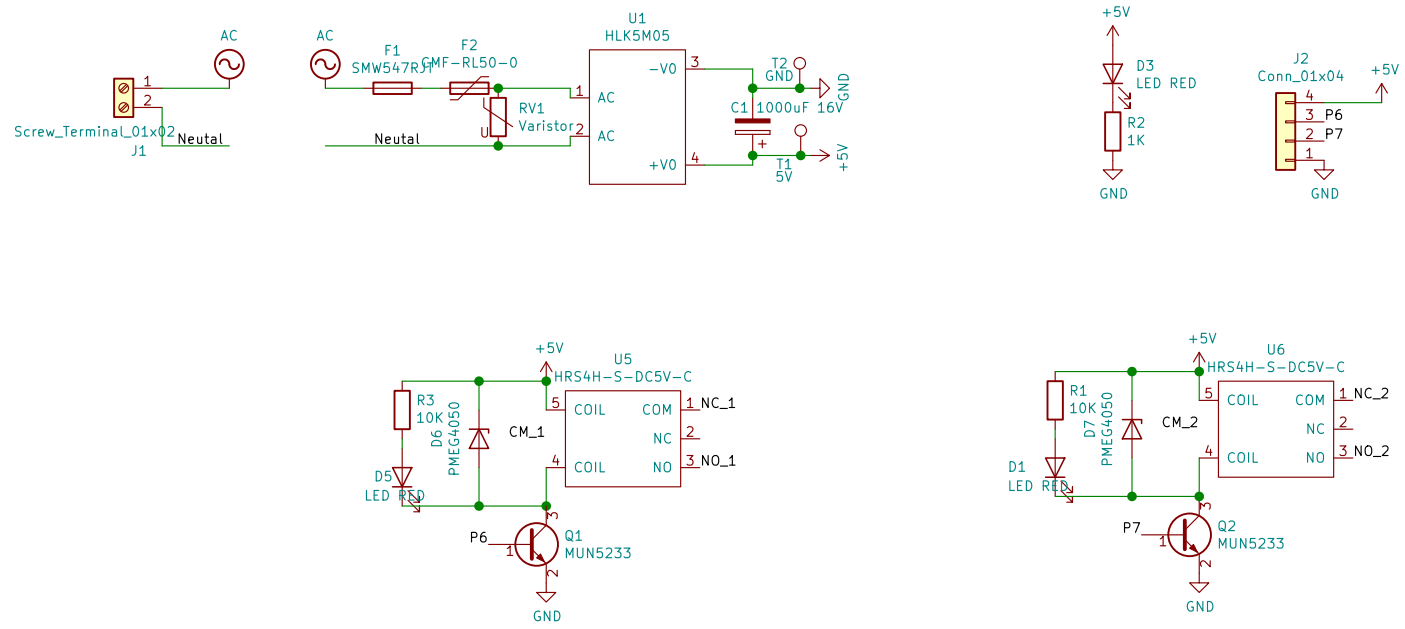 AC
1
2
Screw_Terminal_01x02
J1
Neutal
AC
F1
SMW547RJT
F2
CMF-RL50-0
RV1
Varistor
U
Neutal
U1
HLK5M05
1
AC
2
AC
-VO
3
+VO
4
T2
GND
GND
C1
1000uF 16V
+
T1
5V
+5V
+5V
D3
LED RED
R2
1K
GND
J2
Conn_01x04
+5V
4
3
P6
2
P7
1
GND
+5V
U5
HRS4H-S-DC5V-C
R3
10K
D6
PMEG4050
D5
LED RED
CM_1
5
COIL
COM
1
NC_1
NC
2
4
COIL
NO
3
NO_1
P6
1
3
Q1
MUN5233
2
GND
+5V
U6
HRS4H-S-DC5V-C
R1
10K
D7
PMEG4050
D1
LED RED
CM_2
5
COIL
COM
1
NC_2
NC
2
4
COIL
NO
3
NO_2
P7
1
3
Q2
MUN5233
2
GND